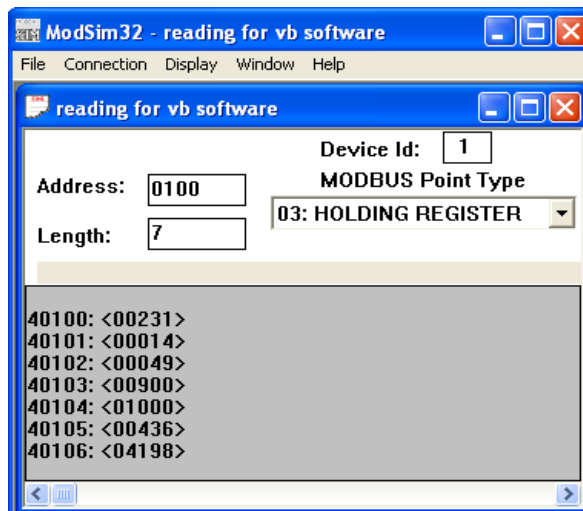 ModSim32 - reading for vb software
File Connection Display Window Help
reading for vb software
Device Id: 1
Address: 0100
MODBUS Point Type
03: HOLDING REGISTER
Length: 7
40100: <00231>
40101: <00014>
40102: <00049>
40103: <00900>
40104: <01000>
40105: <00436>
40106: <04198>